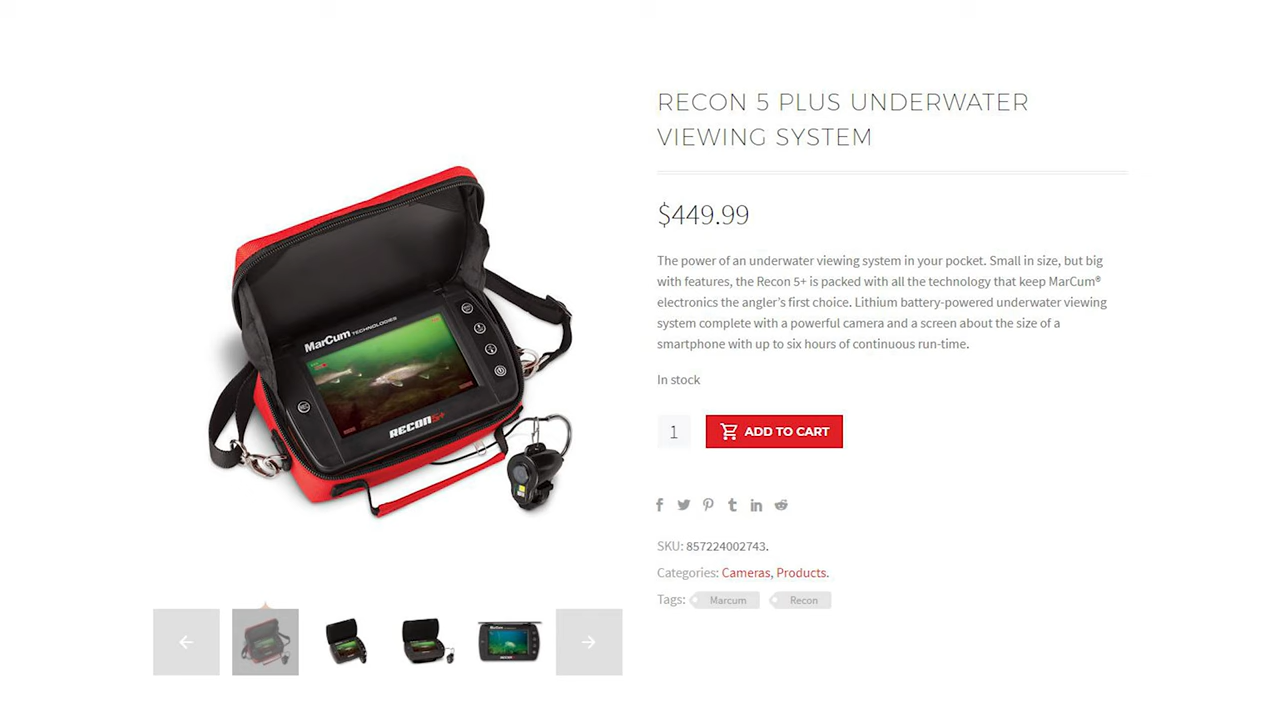 RECON 5 PLUS UNDERWATER
VIEWING SYSTEM
$449.99
The power of an underwater viewing system in your pocket. Small in size, but big
with features, the Recon 5+ is packed with all the technology that keep MarCum®
electronics the angler's first choice. Lithium battery-powered underwater viewing
system complete with a powerful camera and a screen about the size of a
smartphone with up to six hours of continuous run-time.
In stock
1
ADD TO CART
SKU: 857224002743.
Categories: Cameras, Products.
Tags: Marcum Recon
MarCum TECHNOLOGIES
RECON5+